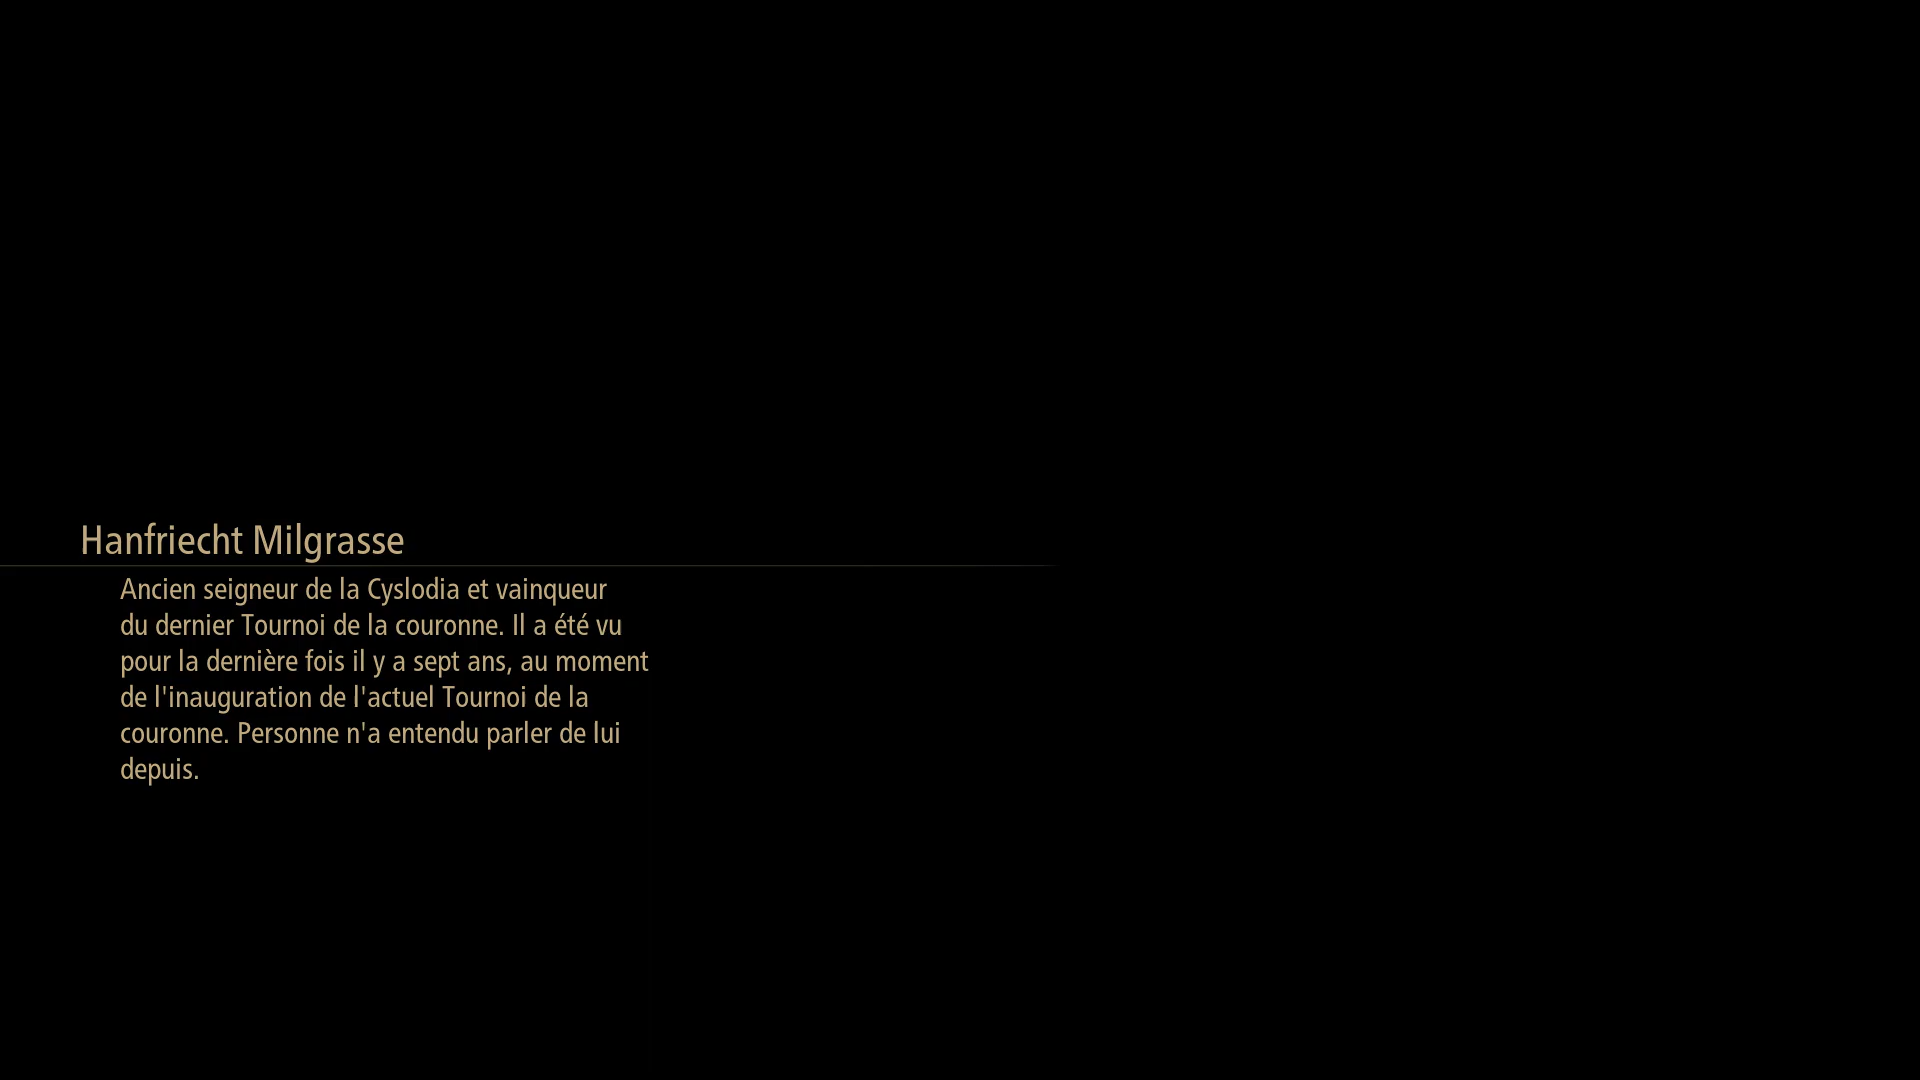 Hanfriecht Milgrasse
Ancien seigneur de la Cyslodia et vainqueur
du dernier Tournoi de la couronne. Il a été vu
pour la dernière fois il y a sept ans, au moment
de l'inauguration de l'actuel Tournoi de la
couronne. Personne n'a entendu parler de lui
depuis.